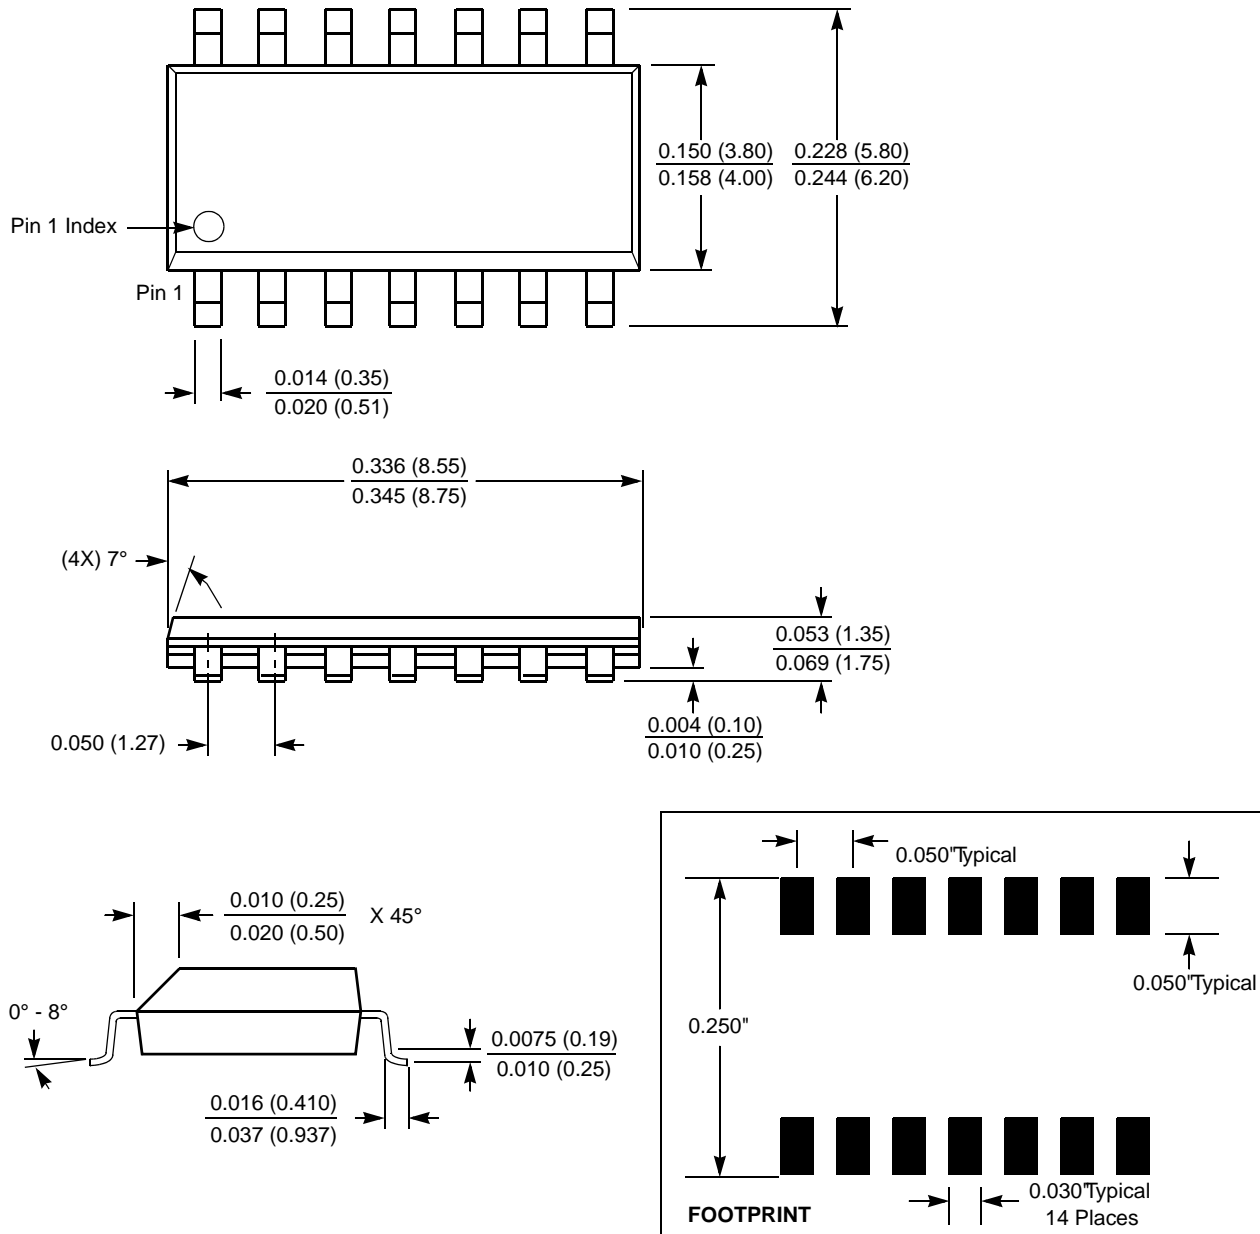 0.150 (3.80)
0.158 (4.00)
0.228 (5.80)
0.244 (6.20)
Pin 1 Index
Pin 1
0.014 (0.35)
0.020 (0.51)
0.336 (8.55)
0.345 (8.75)
(4X) 7°
0.053 (1.35)
0.069 (1.75)
0.004 (0.10)
0.010 (0.25)
0.050 (1.27)
0.010 (0.25)
0.020 (0.50)
X 45°
0° - 8°
0.0075 (0.19)
0.010 (0.25)
0.016 (0.410)
0.037 (0.937)
0.050"Typical
0.050"Typical
0.250"
0.030"Typical
14 Places
FOOTPRINT